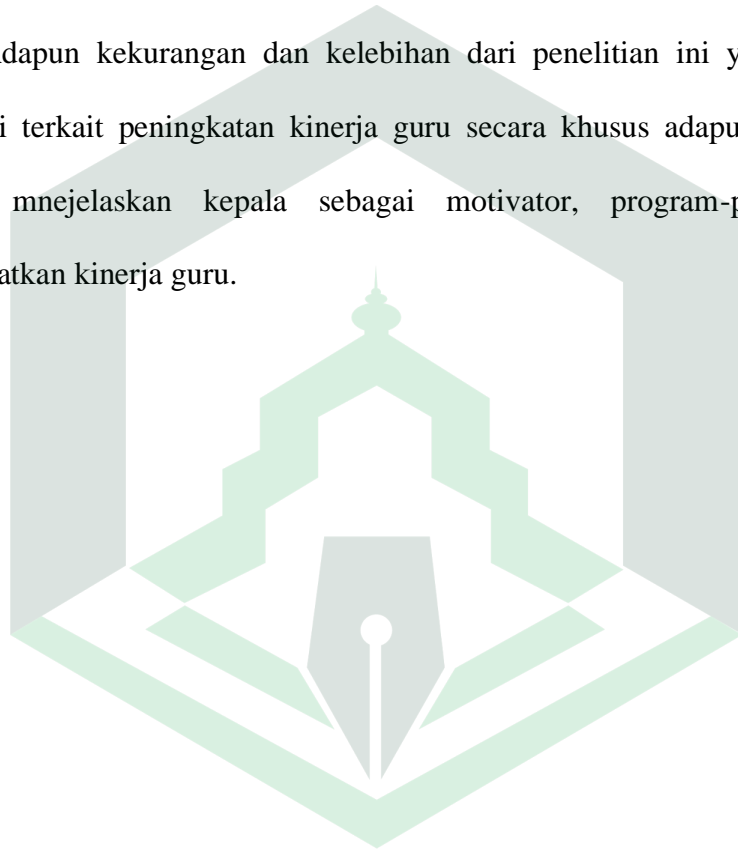 dapun kekurangan dan kelebihan dari penelitian ini y
i terkait peningkatan kinerja guru secara khusus adapu
mnejelaskan kepala sebagai motivator, program-p
atkan kinerja guru.